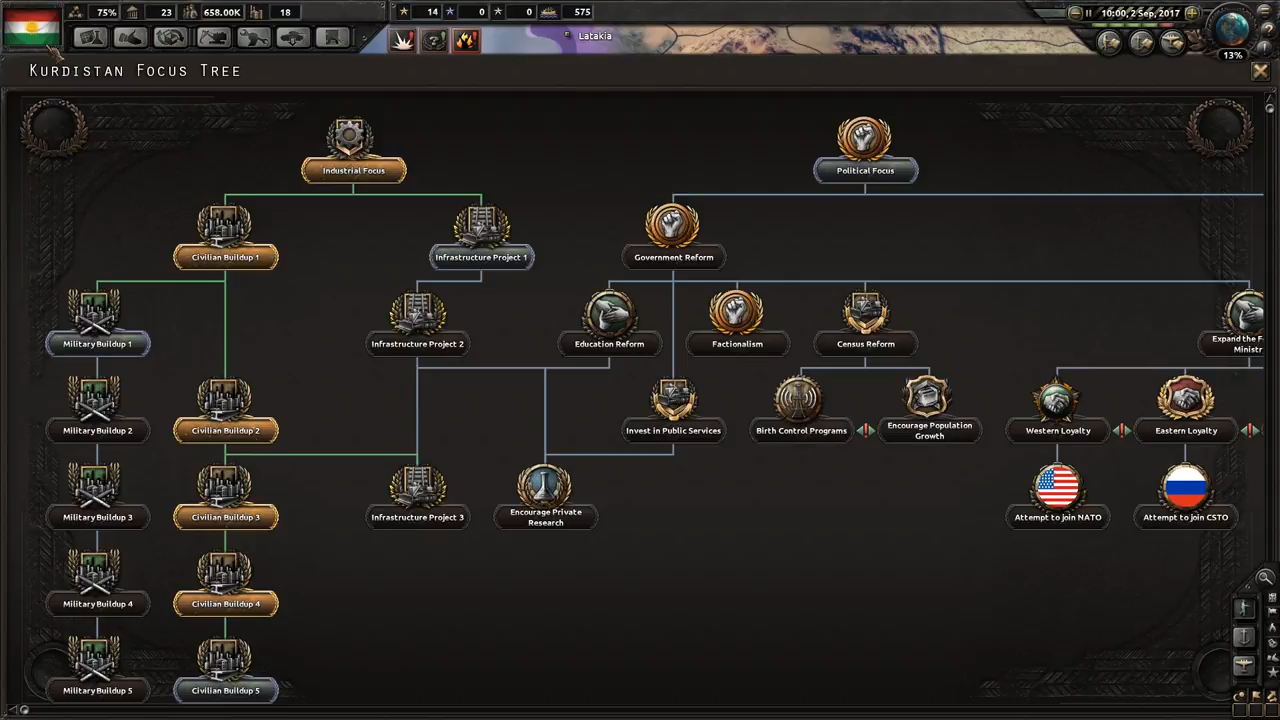 75% 23 658.00K 18 14 0 0 575 10:00, 2 Sep, 2017
Latakia
13%
Kurdistan Focus Tree
Industrial Focus Political Focus
Civilian Buildup 1 Infrastructure Project 1 Government Reform
Military Buildup 1 Infrastructure Project 2 Education Reform Factionalism Census Reform Expand the F
Ministr
Military Buildup 2 Civilian Buildup 2 Invest in Public Services Birth Control Programs Encourage Population
Growth Western Loyalty Eastern Loyalty
Military Buildup 3 Civilian Buildup 3 Infrastructure Project 3 Encourage Private
Research Attempt to join NATO Attempt to join CSTO
Military Buildup 4 Civilian Buildup 4
Military Buildup 5 Civilian Buildup 5